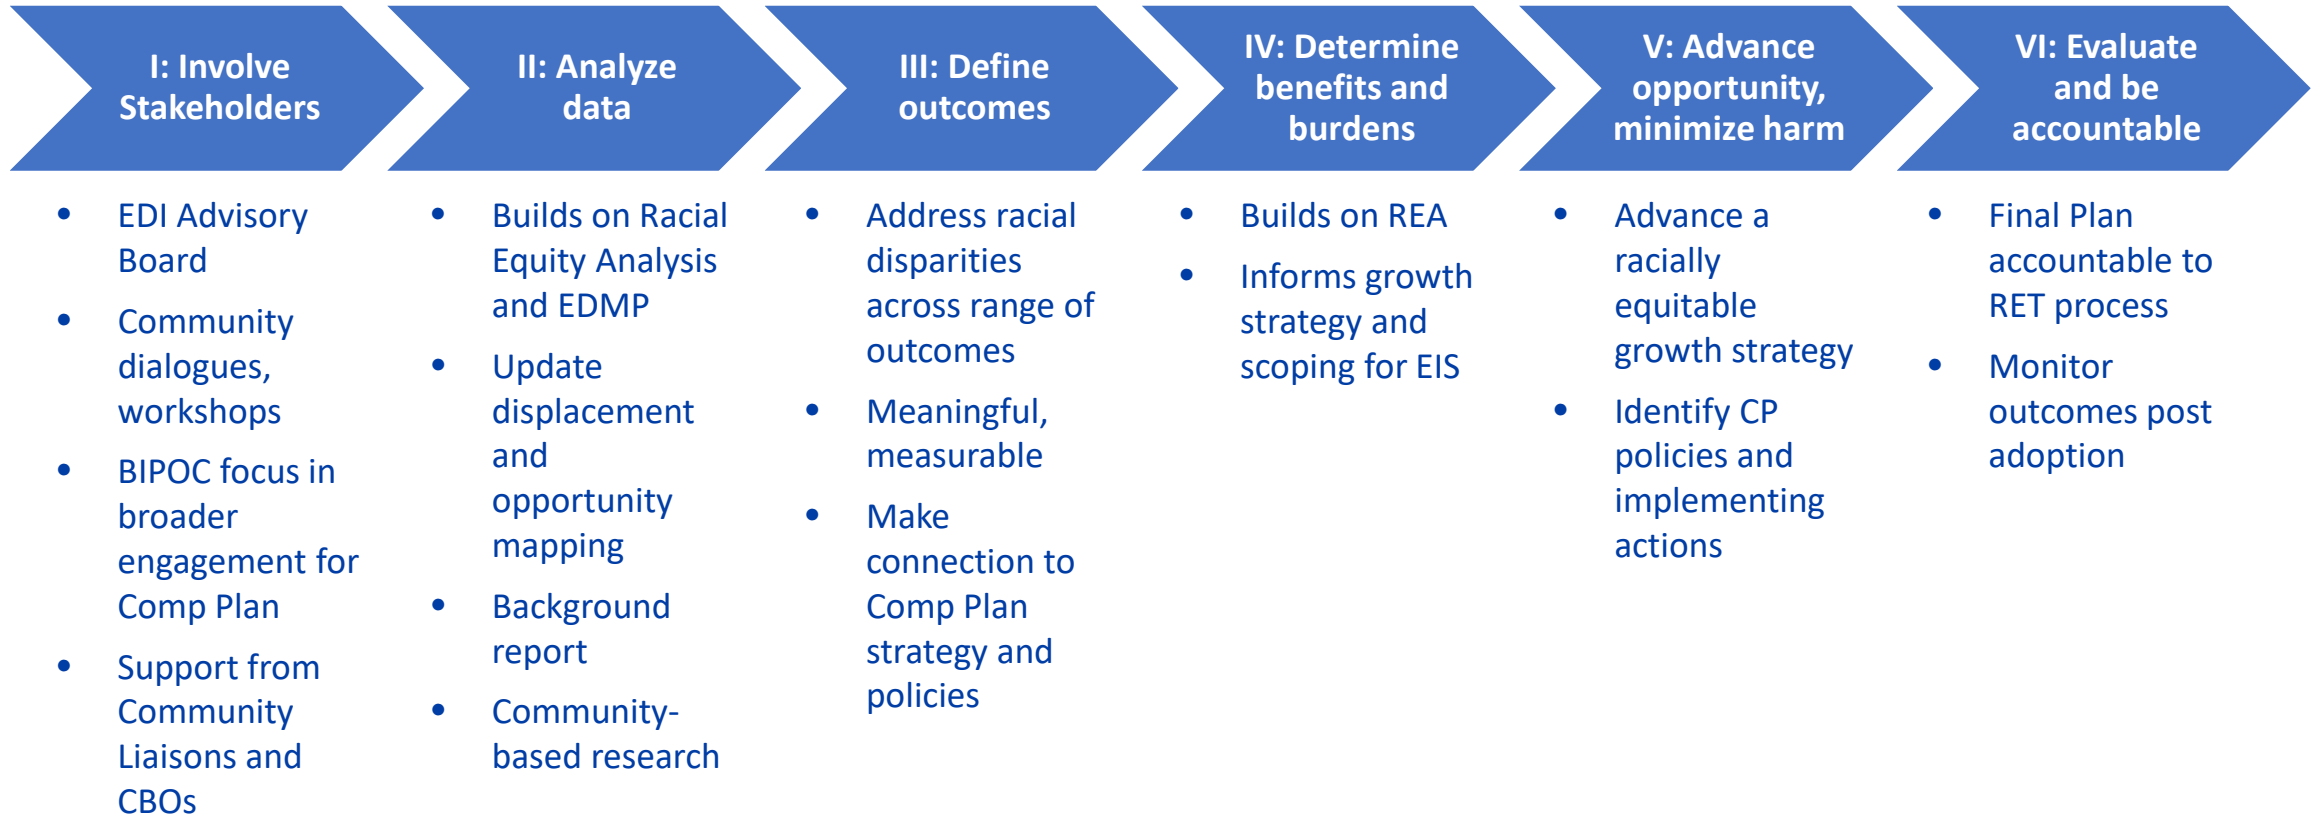 I: Involve
Stakeholders
II: Analyze
data
III: Define
outcomes
IV: Determine
benefits and
burdens
V: Advance
opportunity,
minimize harm
VI: Evaluate
and be
accountable
• EDI Advisory
Board
• Community
dialogues,
workshops
• BIPOC focus in
broader
engagement for
Comp Plan
• Support from
Community
Liaisons and
CBOs
• Builds on Racial
Equity Analysis
and EDMP
• Update
displacement
and
opportunity
mapping
• Background
report
• Community-
based research
• Address racial
disparities
across range of
outcomes
• Meaningful,
measurable
• Make
connection to
Comp Plan
strategy and
policies
• Builds on REA
• Informs growth
strategy and
scoping for EIS
• Advance a
racially
equitable
growth strategy
• Identify CP
policies and
implementing
actions
• Final Plan
accountable to
RET process
• Monitor
outcomes post
adoption